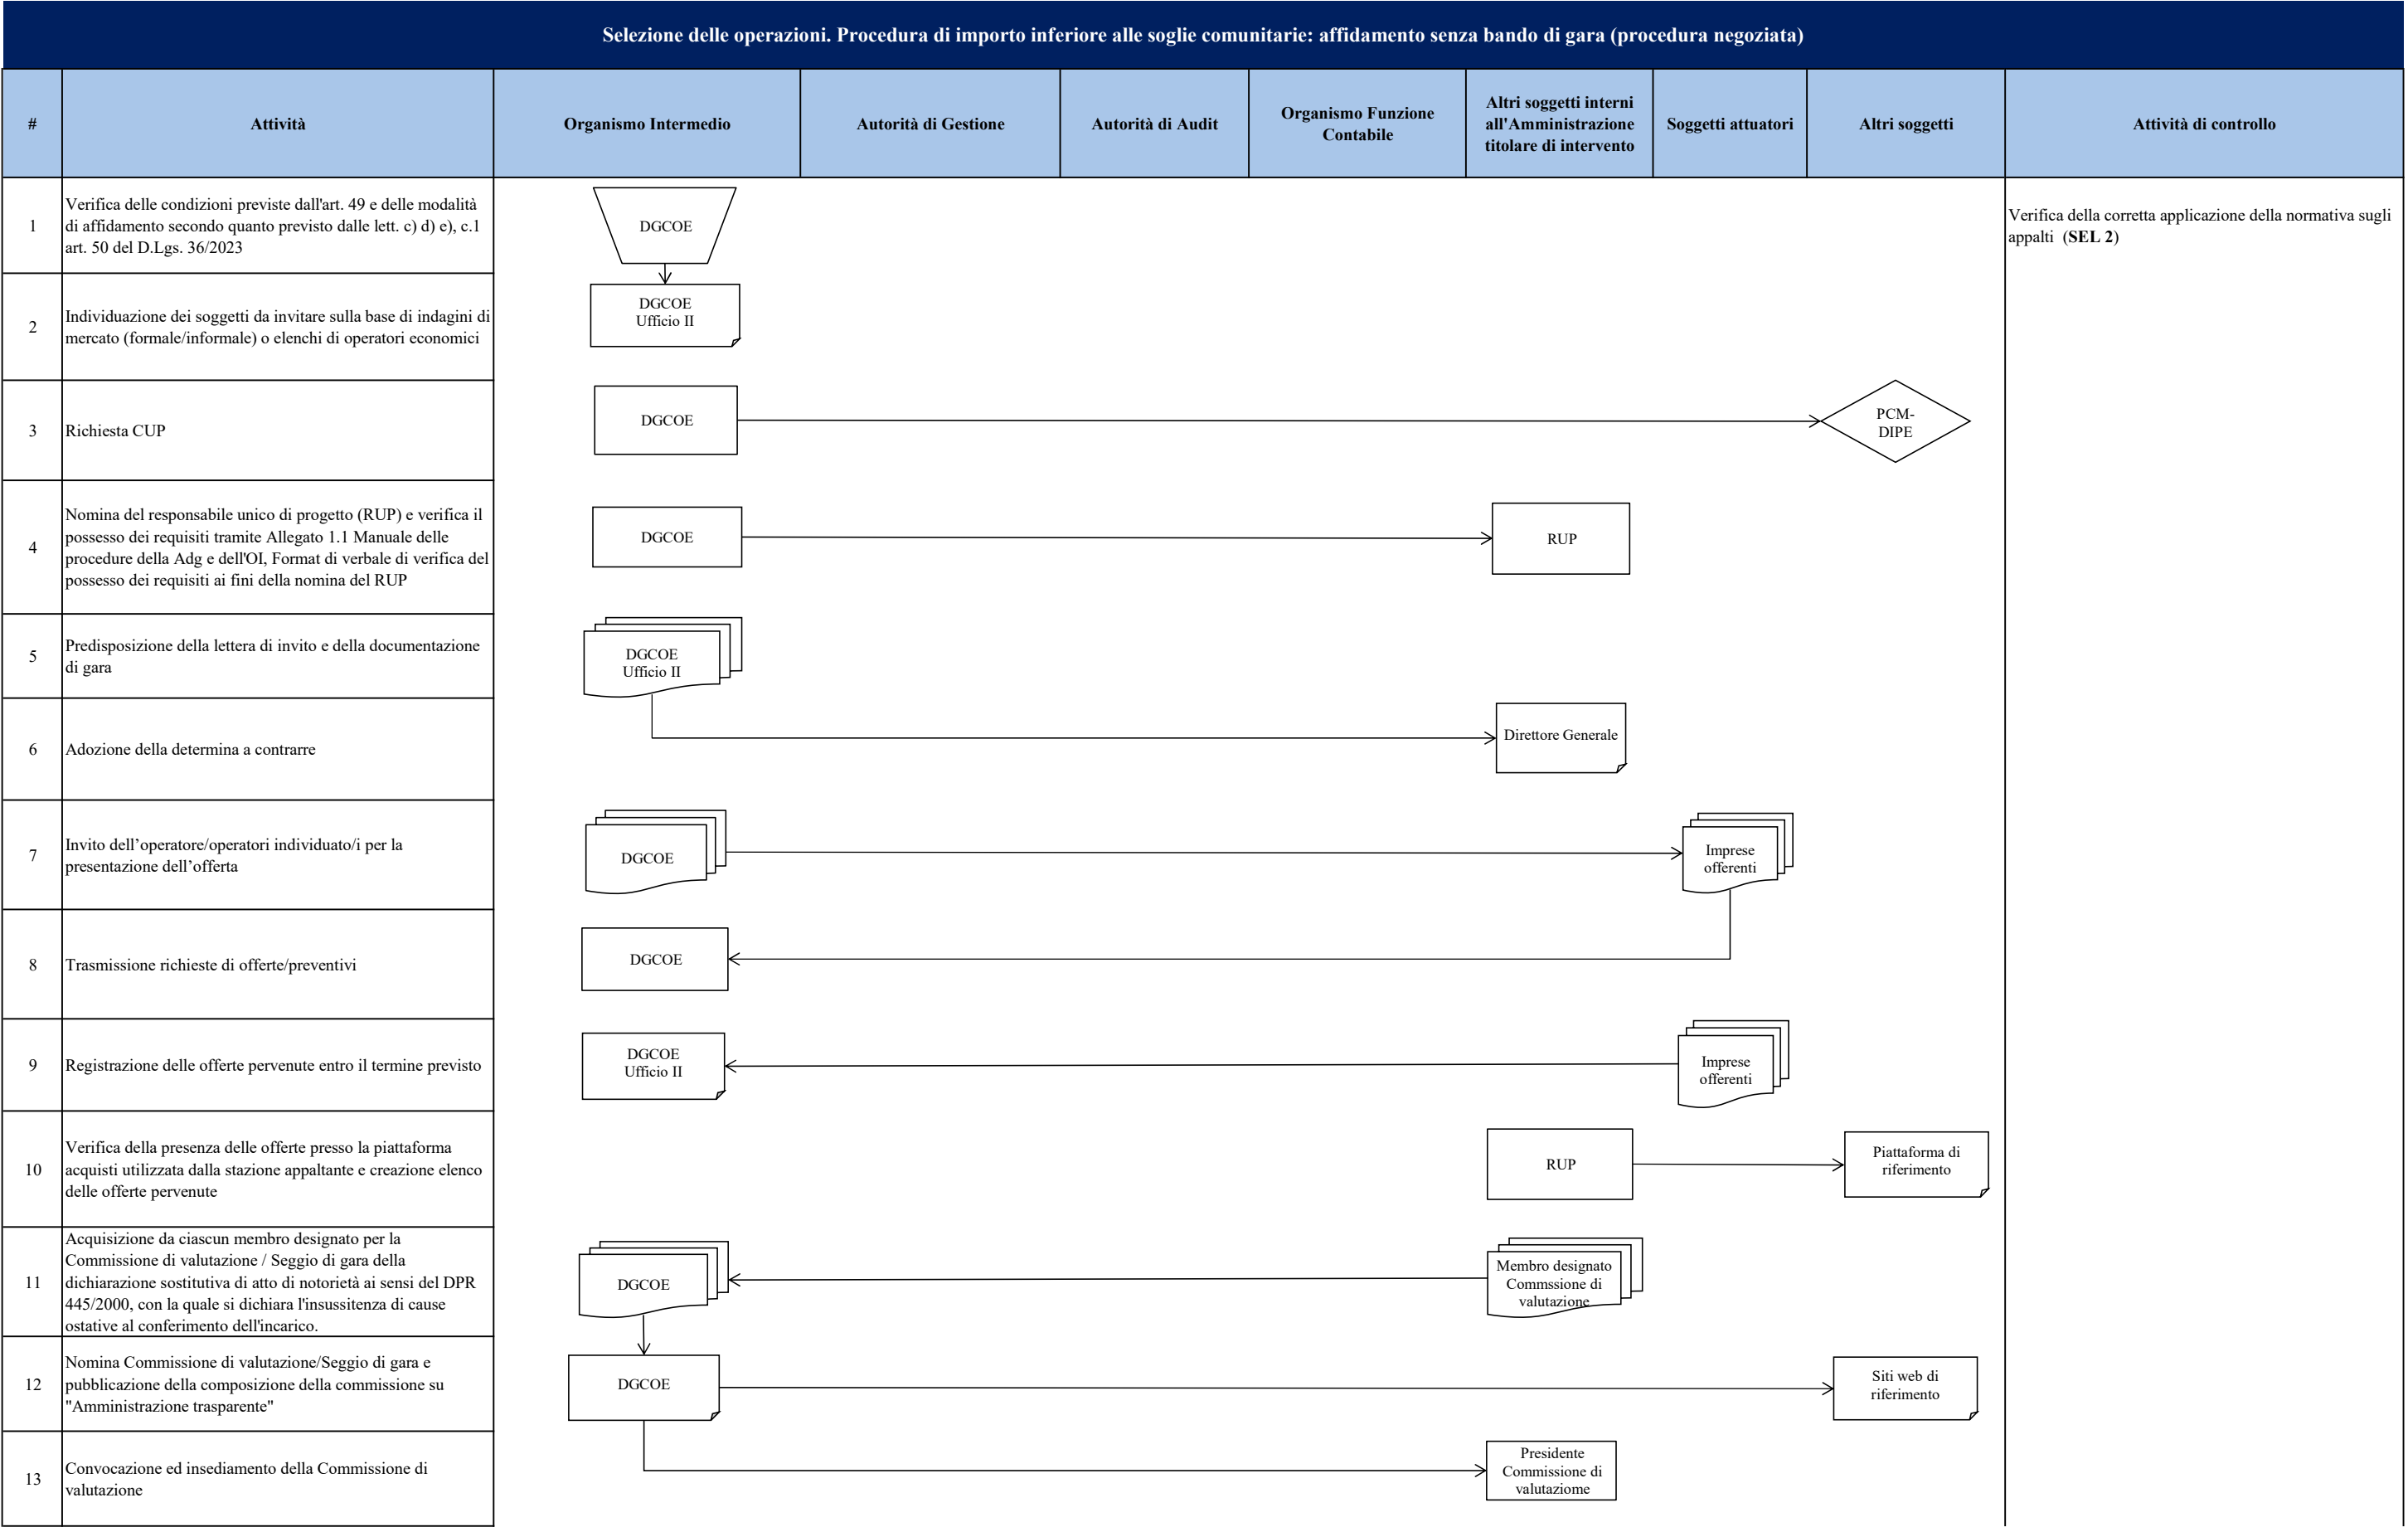 Selezione delle operazioni. Procedura di importo inferiore alle soglie comunitarie: affidamento senza bando di gara (procedura negoziata)
#
Attività
Organismo Intermedio
Autorità di Gestione
Autorità di Audit
Organismo Funzione
Contabile
Altri soggetti interni
all'Amministrazione
titolare di intervento
Soggetti attuatori
Altri soggetti
Attività di controllo
1
Verifica delle condizioni previste dall'art. 49 e delle modalità
di affidamento secondo quanto previsto dalle lett. c) d) e), c.1
art. 50 del D.Lgs. 36/2023
DGCOE
Verifica della corretta applicazione della normativa sugli
appalti (SEL 2)
2
Individuazione dei soggetti da invitare sulla base di indagini di
mercato (formale/informale) o elenchi di operatori economici
DGCOE
Ufficio II
3
Richiesta CUP
DGCOE
PCM-
DIPE
4
Nomina del responsabile unico di progetto (RUP) e verifica il
possesso dei requisiti tramite Allegato 1.1 Manuale delle
procedure della Adg e dell'OI, Format di verbale di verifica del
possesso dei requisiti ai fini della nomina del RUP
DGCOE
RUP
5
Predisposizione della lettera di invito e della documentazione
di gara
DGCOE
Ufficio II
6
Adozione della determina a contrarre
Direttore Generale
7
Invito dell’operatore/operatori individuato/i per la
presentazione dell’offerta
DGCOE
Imprese
offerenti
8
Trasmissione richieste di offerte/preventivi
DGCOE
9
Registrazione delle offerte pervenute entro il termine previsto
DGCOE
Ufficio II
Imprese
offerenti
10
Verifica della presenza delle offerte presso la piattaforma
acquisti utilizzata dalla stazione appaltante e creazione elenco
delle offerte pervenute
RUP
Piattaforma di
riferimento
11
Acquisizione da ciascun membro designato per la
Commissione di valutazione / Seggio di gara della
dichiarazione sostitutiva di atto di notorietà ai sensi del DPR
445/2000, con la quale si dichiara l'insussitenza di cause
ostative al conferimento dell'incarico.
DGCOE
Membro designato
Commssione di
valutazione
12
Nomina Commissione di valutazione/Seggio di gara e
pubblicazione della composizione della commissione su
"Amministrazione trasparente"
DGCOE
Siti web di
riferimento
13
Convocazione ed insediamento della Commissione di
valutazione
Presidente
Commissione di
valutaziome